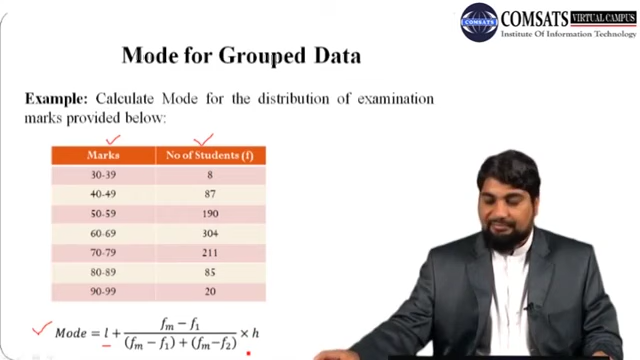 COMSATS VIRTUAL CAMPUS
COMSATS
Institute Of Information Technology
Mode for Grouped Data
Example: Calculate Mode for the distribution of examination
marks provided below:
Marks No of Students (f)
30-39 8
40-49 87
50-59 190
60-69 304
70-79 211
80-89 85
90-99 20
Mode = l + (fₘ − f₁) / ((fₘ − f₁) + (fₘ−f₂)) × h